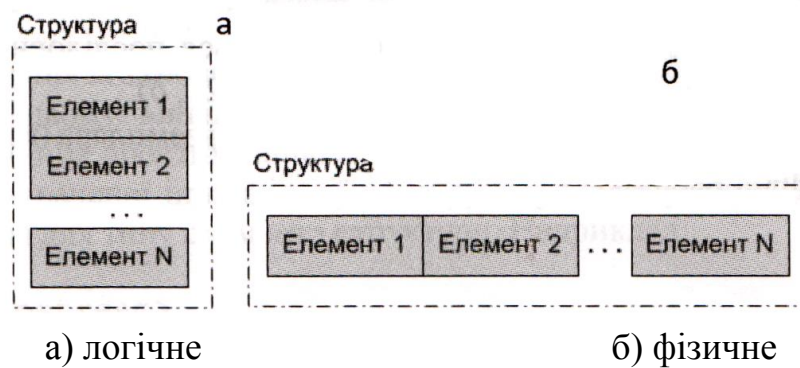 Структура а
Елемент 1
Елемент 2
...
Елемент N
б
Структура
Елемент 1 Елемент 2 ... Елемент N
а) логічне б) фізичне